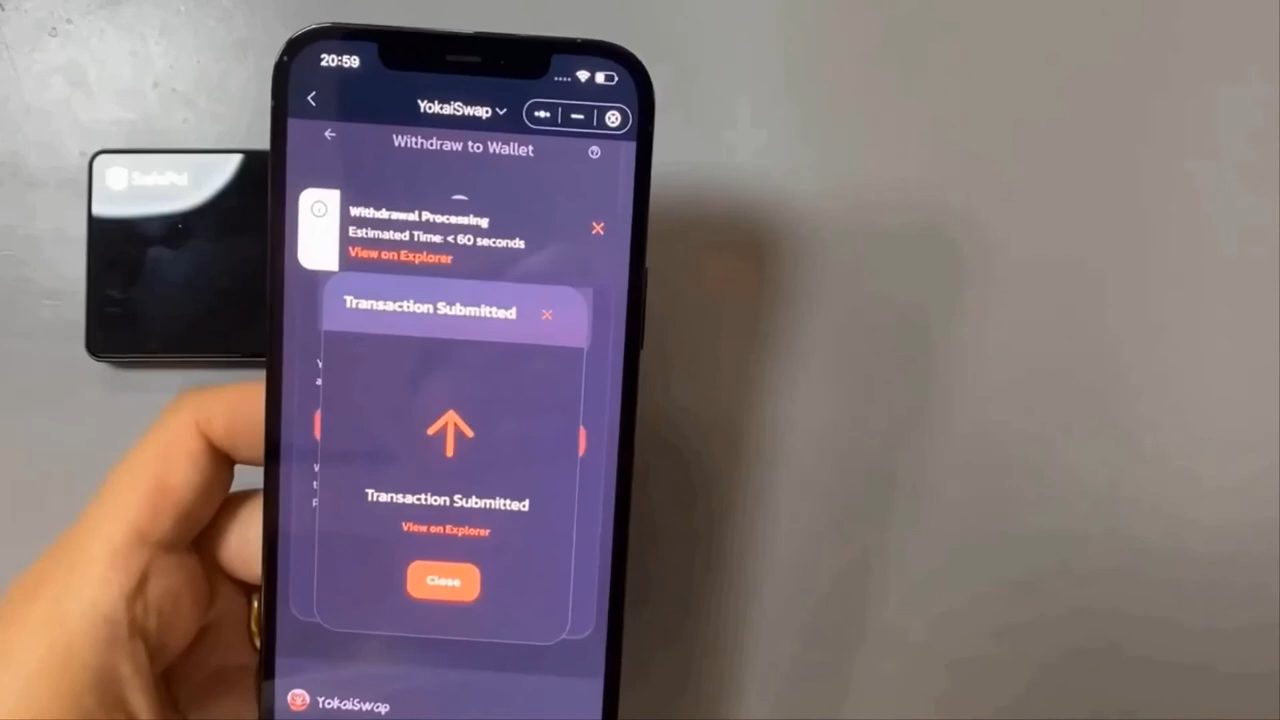 20:59
YokaiSwap
Withdraw to Wallet
SafePal
Withdrawal Processing
Estimated Time: < 60 seconds
View on Explorer
Transaction Submitted
Transaction Submitted
View on Explorer
Close
YokaiSwap